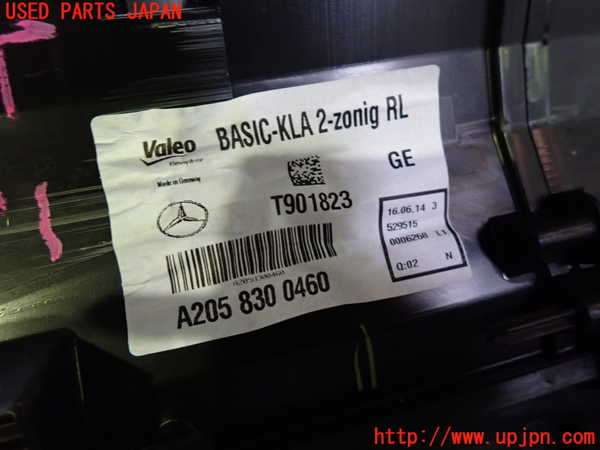 USED PARTS JAPAN
Valeo BASIC-KLA 2-zonig RL
Made in Germany
GE
T901823
16.06.14 3
529515
0006268
Q:02 N
A2058300460
A205 830 0460
http://www.upjpn.com/